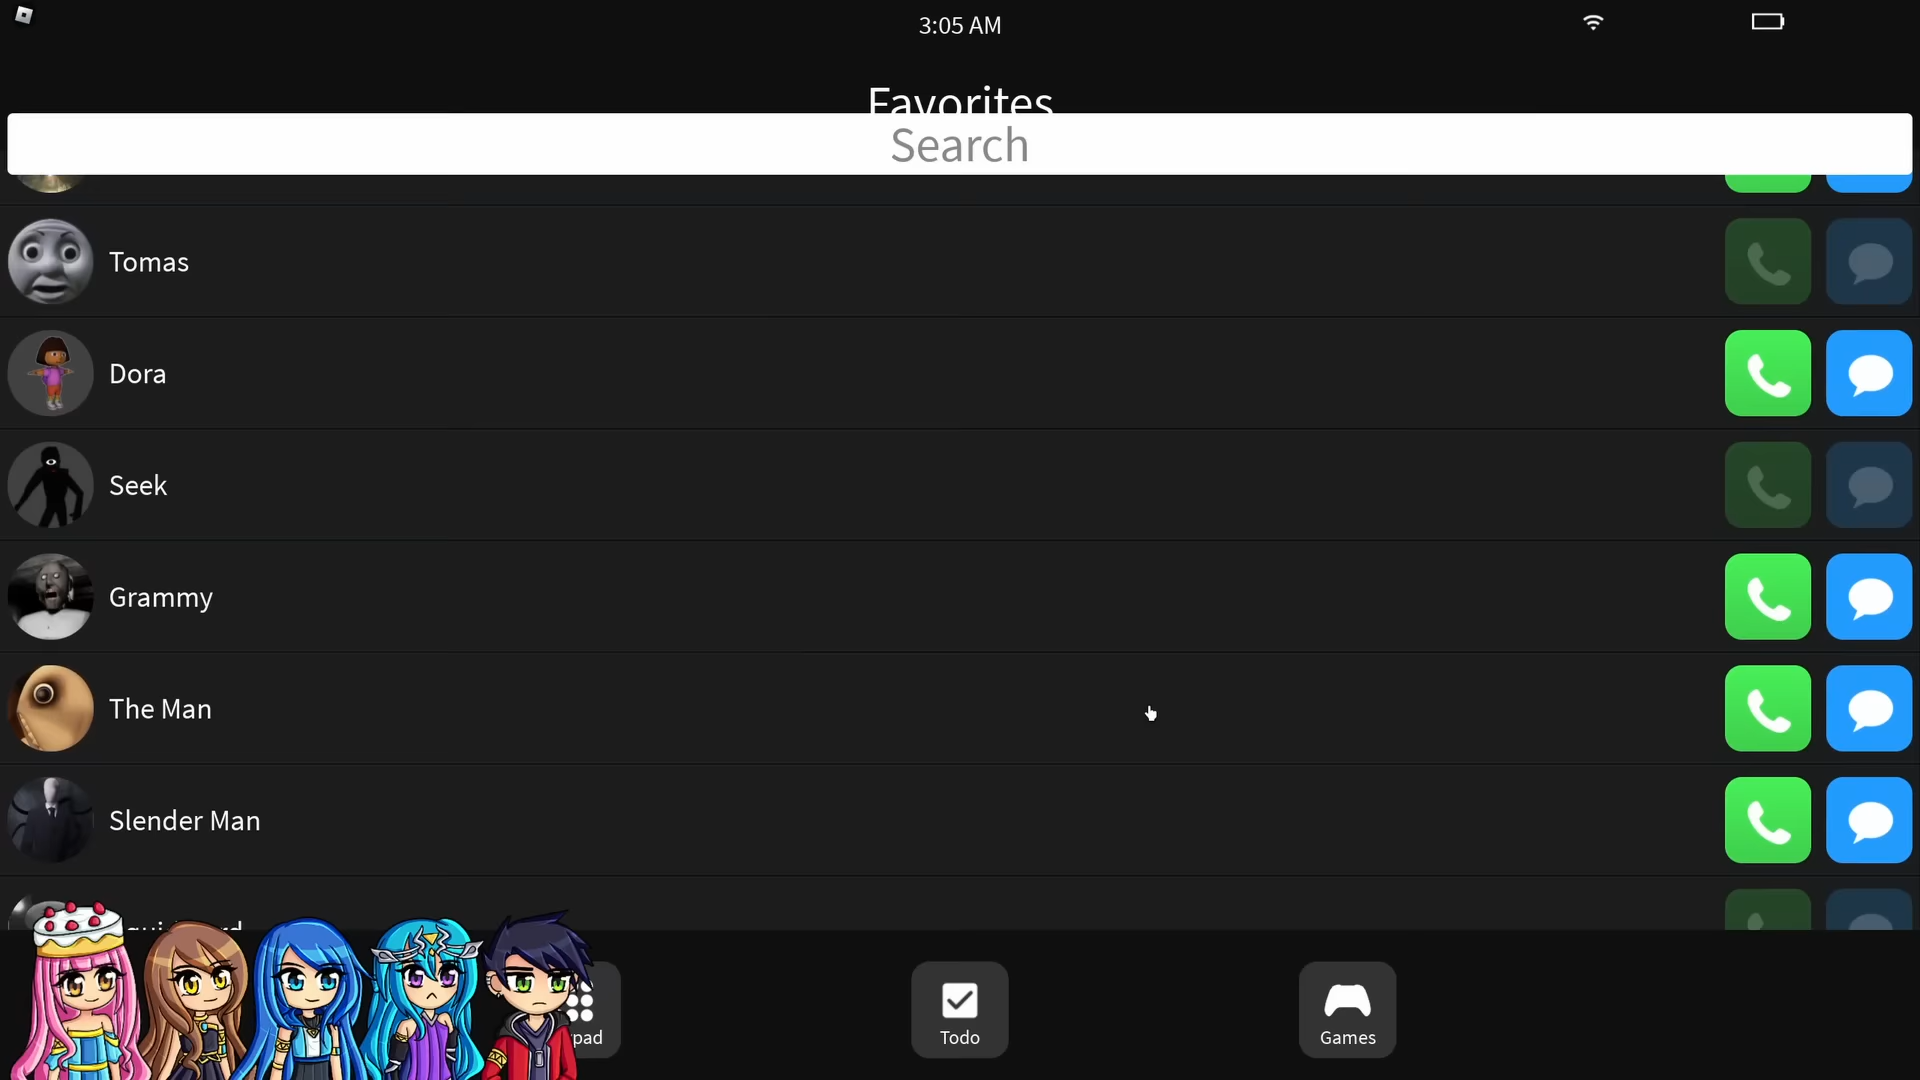 3:05 AM
Favorites
Search
Tomas
Dora
Seek
Grammy
The Man
Slender Man
pad
Todo
Games